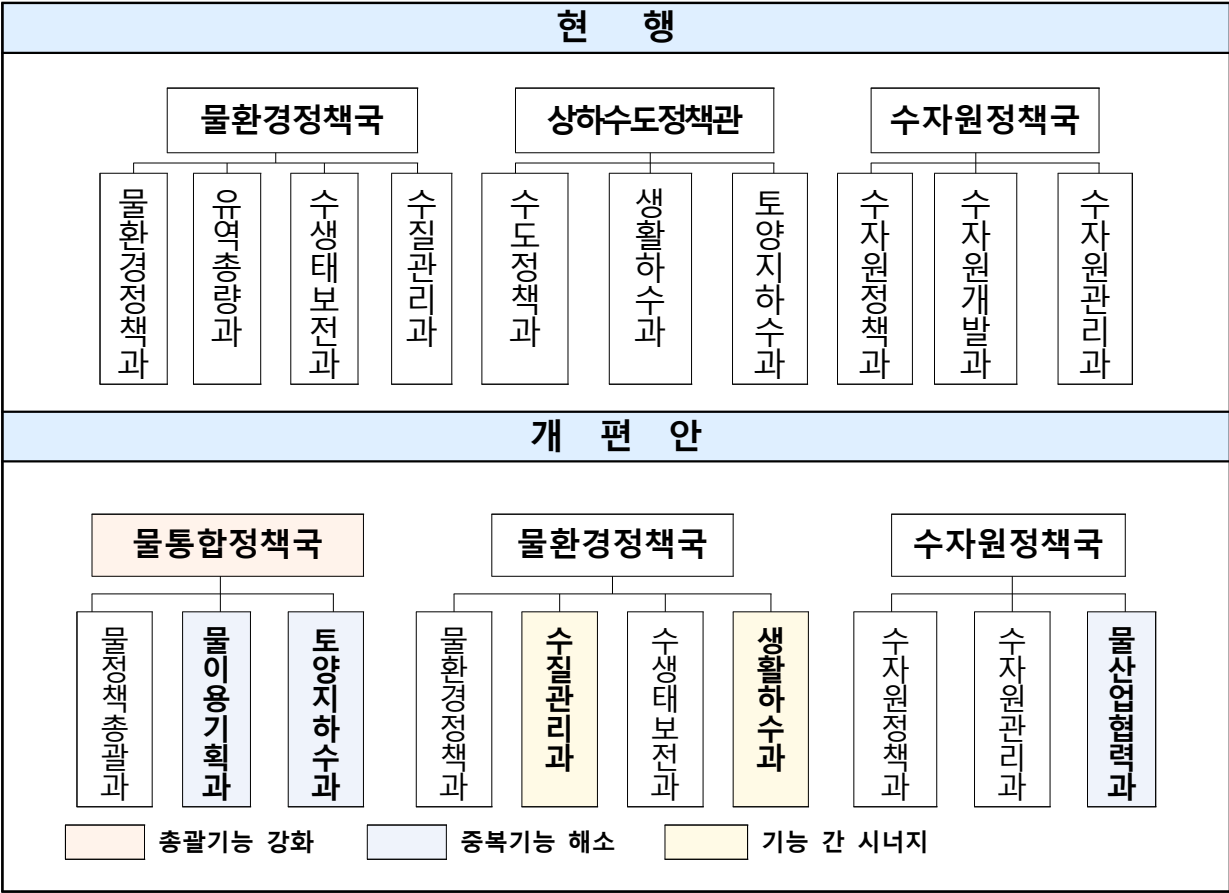 현 행
물환경정책국 상하수도정책관 수자원정책국
물환경정책과
유역총량과
수생태보전과
수질관리과
수도정책과
생활하수과
토양지하수과
수자원정책과
수자원개발과
수자원관리과
개 편 안
물통합정책국 물환경정책국 수자원정책국
물정책총괄과
물이용기획과
토양지하수과
물환경정책과
수질관리과
수생태보전과
생활하수과
수자원정책과
수자원관리과
물산업협력과
총괄기능 강화 중복기능 해소 기능 간 시너지